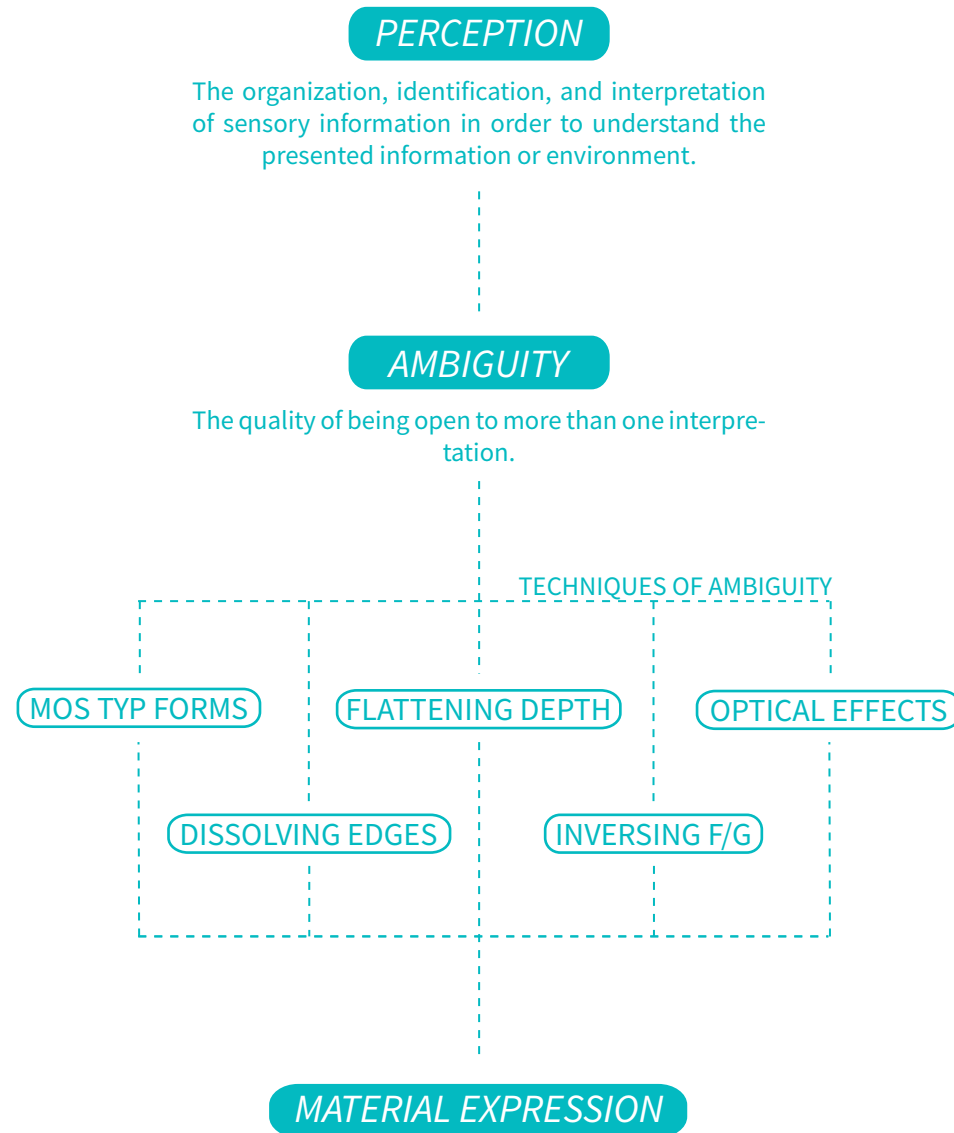 PERCEPTION
The organization, identification, and interpretation
of sensory information in order to understand the
presented information or environment.
AMBIGUITY
The quality of being open to more than one interpre-
tation.
TECHNIQUES OF AMBIGUITY
MOS TYP FORMS
FLATTENING DEPTH
OPTICAL EFFECTS
DISSOLVING EDGES
INVERSING F/G
MATERIAL EXPRESSION